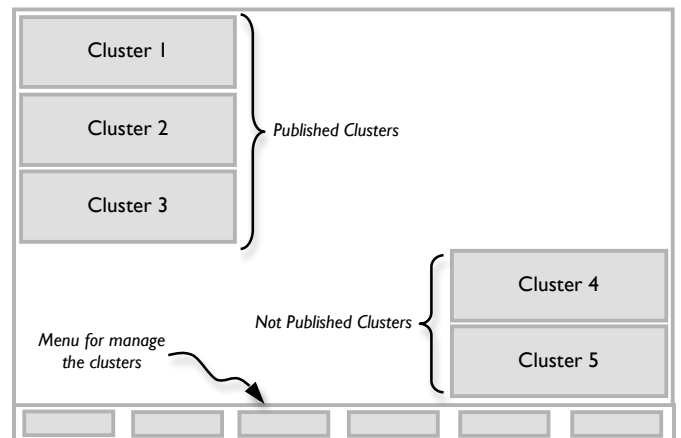 Cluster 1
Cluster 2
Published Clusters
Cluster 3
Cluster 4
Not Published Clusters
Menu for manage
the clusters
Cluster 5